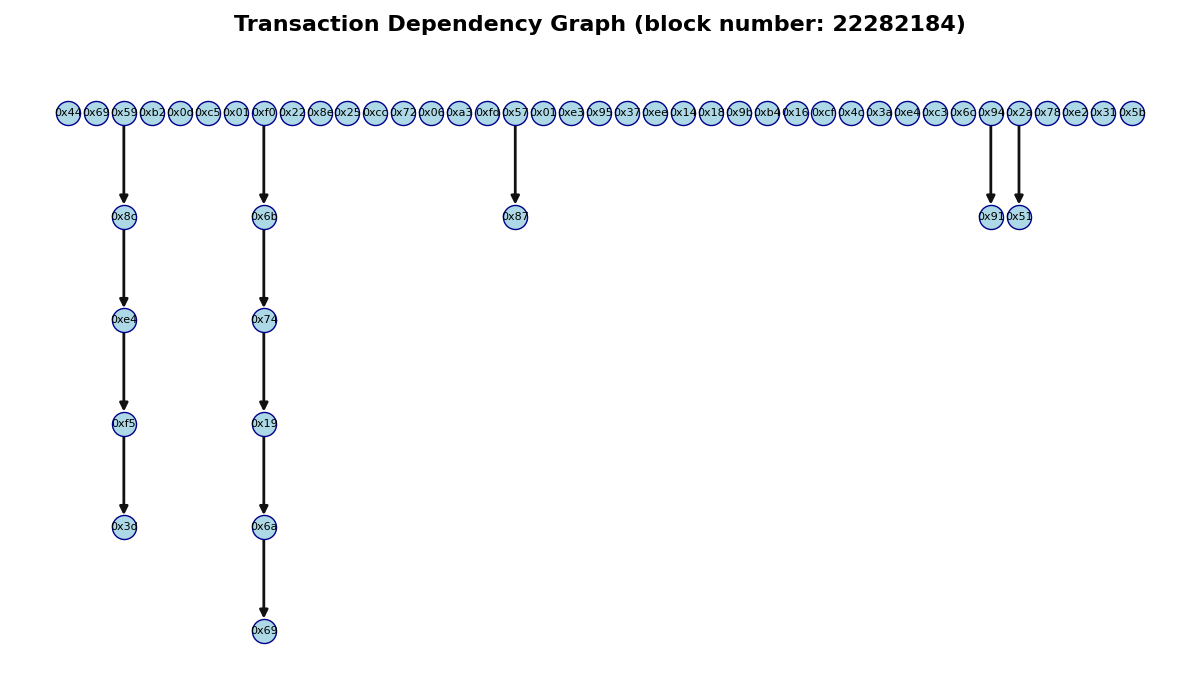 Transaction Dependency Graph (block number: 22282184)
0x44 0x69 0x59 0xb2 0x0d 0xc5 0x01 0xf0 0x22 0x8e 0x25 0xcc 0x72 0x06 0xa3 0xfd 0x57 0x01 0xe3 0x95 0x37 0xee 0x14 0x18 0x9b 0xb4 0x16 0xcf 0x4c 0x3a 0xe4 0xc3 0x6c 0x94 0x2a 0x78 0xe2 0x31 0x5b
0x8c 0x6b 0x87 0x91 0x51
0xe4 0x74
0xf5 0x19
0x3d 0x6a
0x69